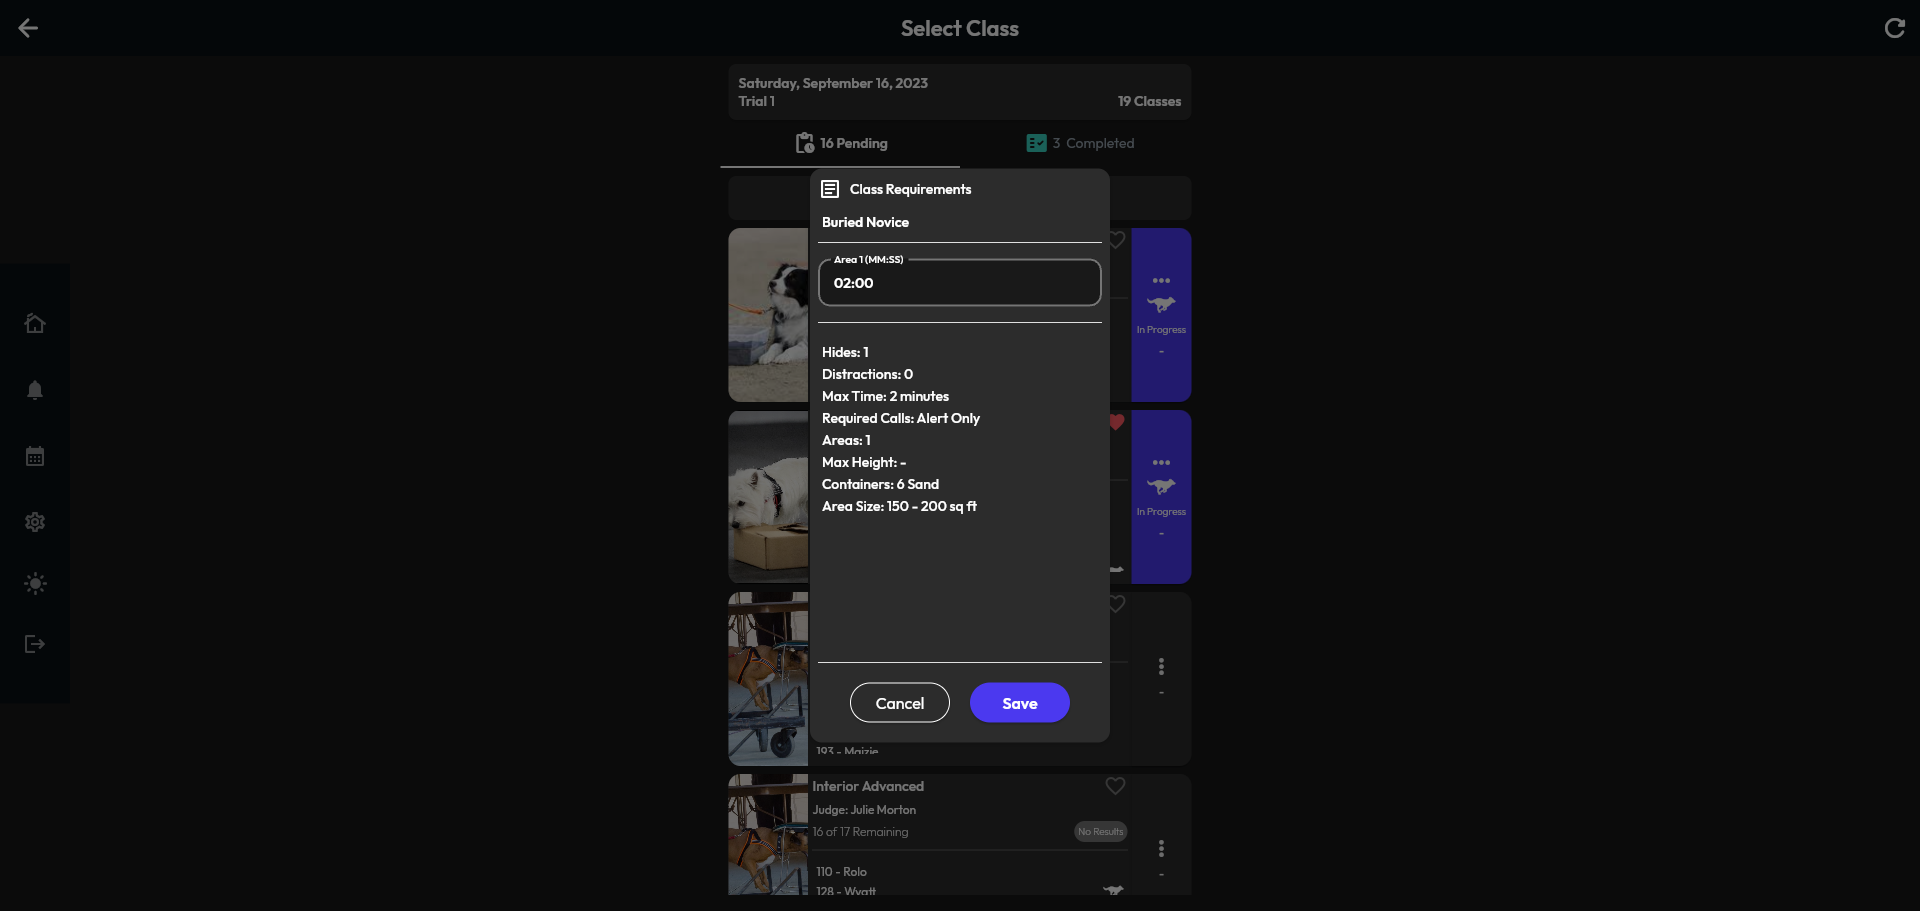 Select Class
Saturday, September 16, 2023
Trial 1
19 Classes
16 Pending
3 Completed
Class Requirements
Buried Novice
Area 1 (MM:SS)
02:00
Hides: 1
Distractions: 0
Max Time: 2 minutes
Required Calls: Alert Only
Areas: 1
Max Height: -
Containers: 6 Sand
Area Size: 150 - 200 sq ft
Cancel
Save
In Progress
-
In Progress
-
-
193 - Maizie
Interior Advanced
Judge: Julie Morton
16 of 17 Remaining
No Results
110 - Rolo
128 - Wyatt
-